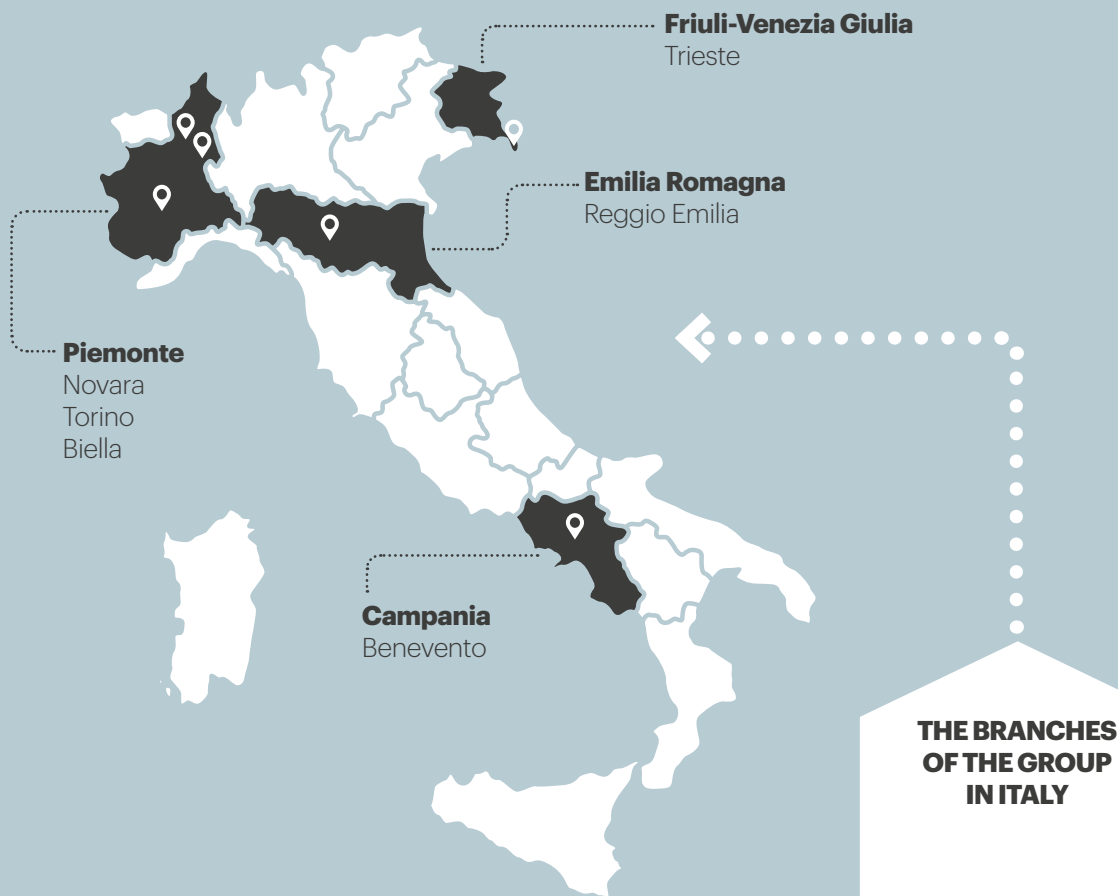 Friuli-Venezia Giulia
Trieste
Emilia Romagna
Reggio Emilia
Piemonte
Novara
Torino
Biella
Campania
Benevento
THE BRANCHES
OF THE GROUP
IN ITALY